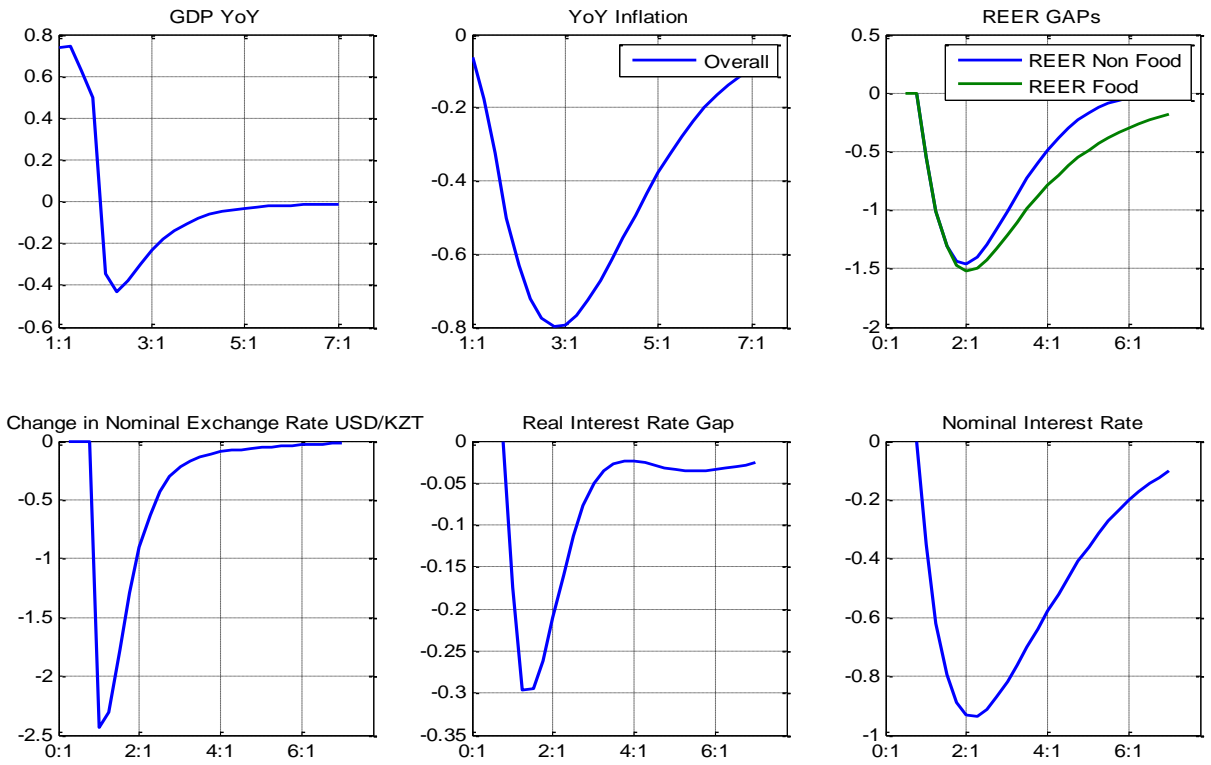 GDP YoY
0.8
0.6
0.4
0.2
0
-0.2
-0.4
-0.6
1:1 3:1 5:1 7:1
YoY Inflation
Overall
0
-0.2
-0.4
-0.6
-0.8
1:1 3:1 5:1 7:1
REER GAPs
REER Non Food
REER Food
0.5
0
-0.5
-1
-1.5
-2
0:1 2:1 4:1 6:1
Change in Nominal Exchange Rate USD/KZT
0
-0.5
-1
-1.5
-2
-2.5
0:1 2:1 4:1 6:1
Real Interest Rate Gap
0
-0.05
-0.1
-0.15
-0.2
-0.25
-0.3
-0.35
0:1 2:1 4:1 6:1
Nominal Interest Rate
0
-0.2
-0.4
-0.6
-0.8
-1
0:1 2:1 4:1 6:1